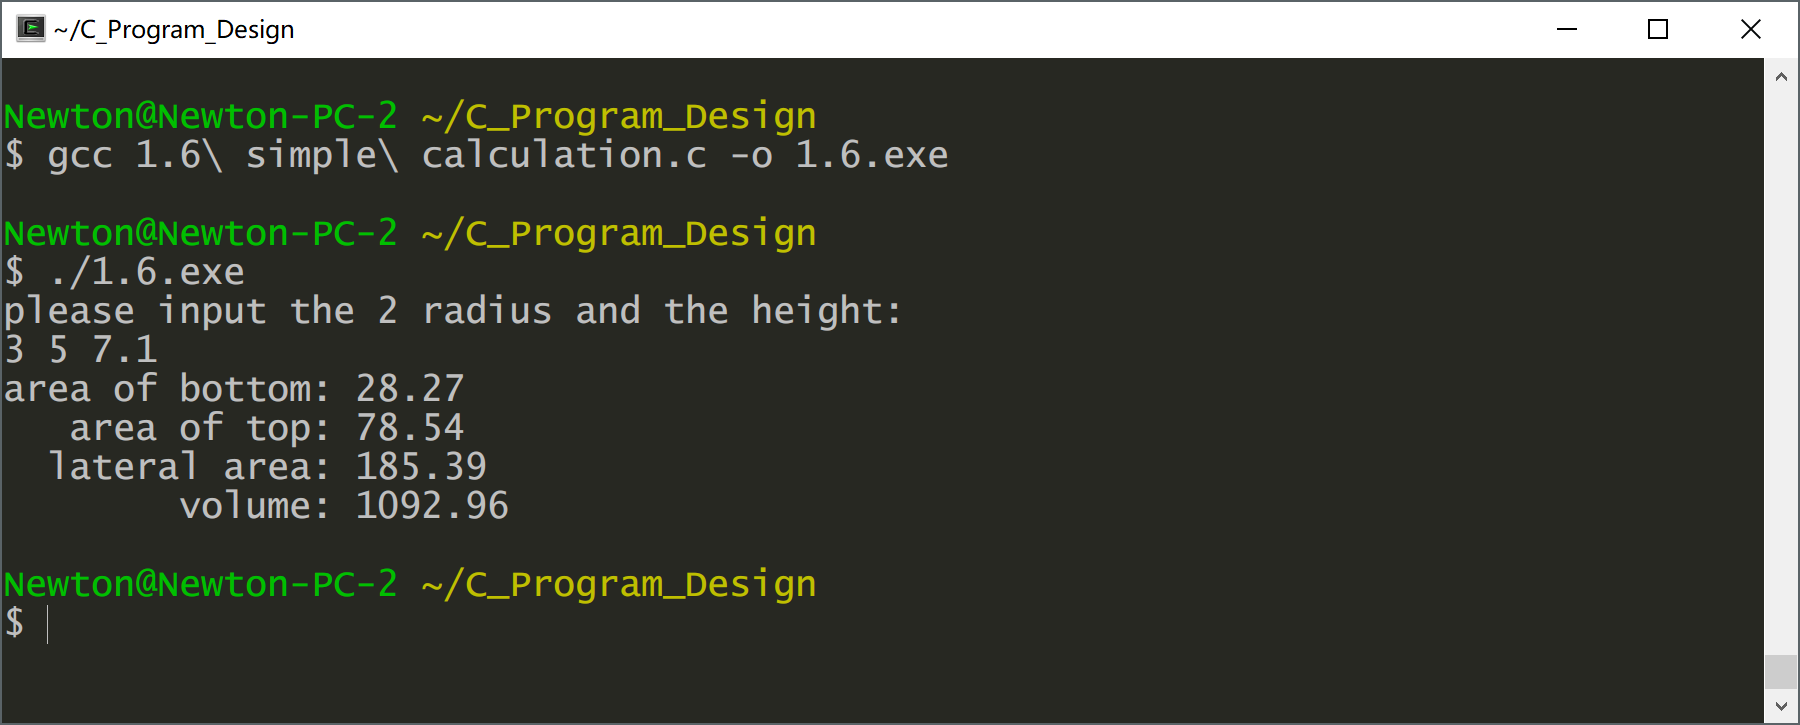 ~/C_Program_Design
Newton@Newton-PC-2 ~/C_Program_Design
$ gcc 1.6\ simple\ calculation.c -o 1.6.exe
Newton@Newton-PC-2 ~/C_Program_Design
$ ./1.6.exe
please input the 2 radius and the height:
3 5 7.1
area of bottom: 28.27
   area of top: 78.54
  lateral area: 185.39
        volume: 1092.96
Newton@Newton-PC-2 ~/C_Program_Design
$